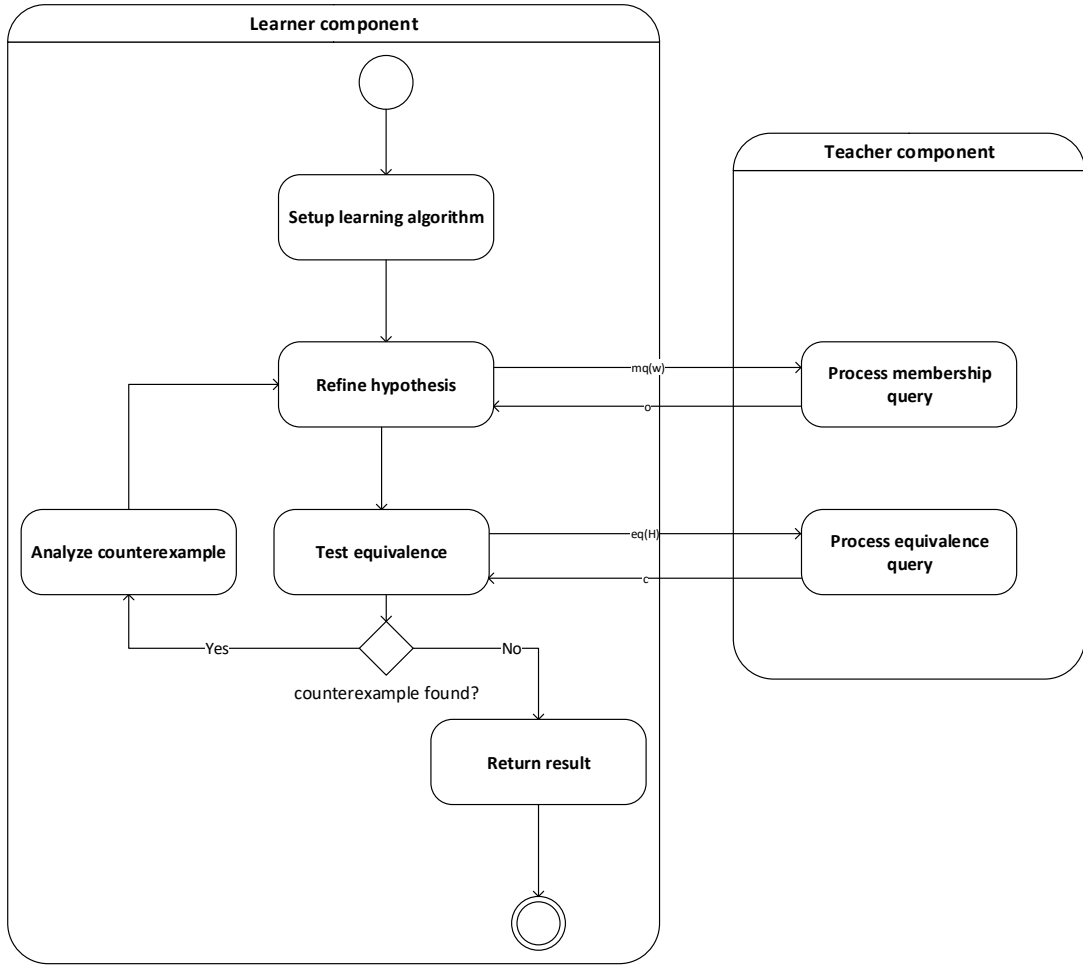 Learner component
Teacher component
Setup learning algorithm
Refine hypothesis
mq(w)
o
Process membership
query
Analyze counterexample
Test equivalence
eq(H)
c
Process equivalence
query
Yes
No
counterexample found?
Return result